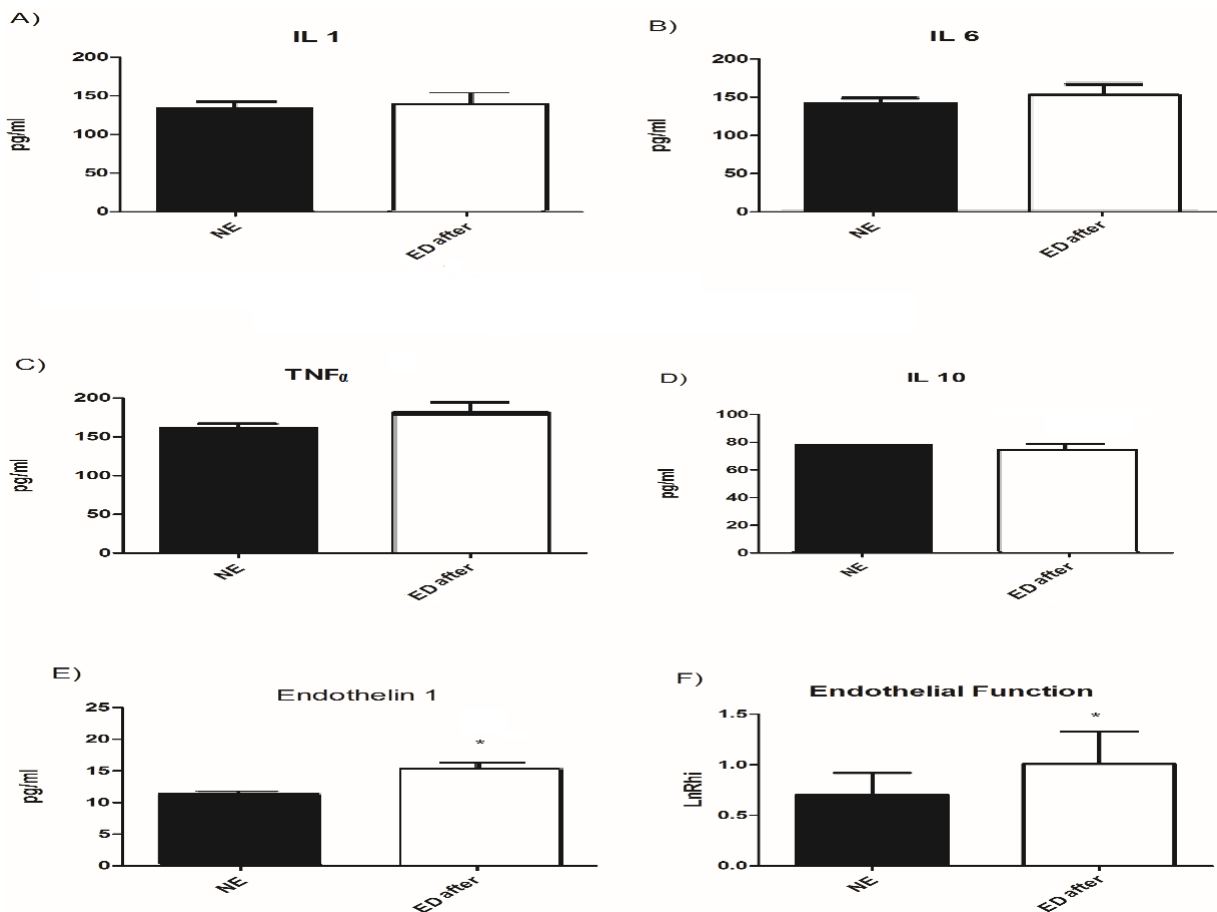 A)
IL 1
200
150
100
50
0
pg/ml
NE
ED after
B)
IL 6
200
150
100
50
0
pg/ml
NE
ED after
C)
TNFα
200
150
100
50
0
pg/ml
NE
ED after
D)
IL 10
100
80
60
40
20
0
pg/ml
NE
ED after
E)
Endothelin 1
25
20
15
10
5
0
pg/ml
*
NE
ED after
F)
Endothelial Function
1.5
1.0
0.5
0.0
LnRhi
*
NE
ED after